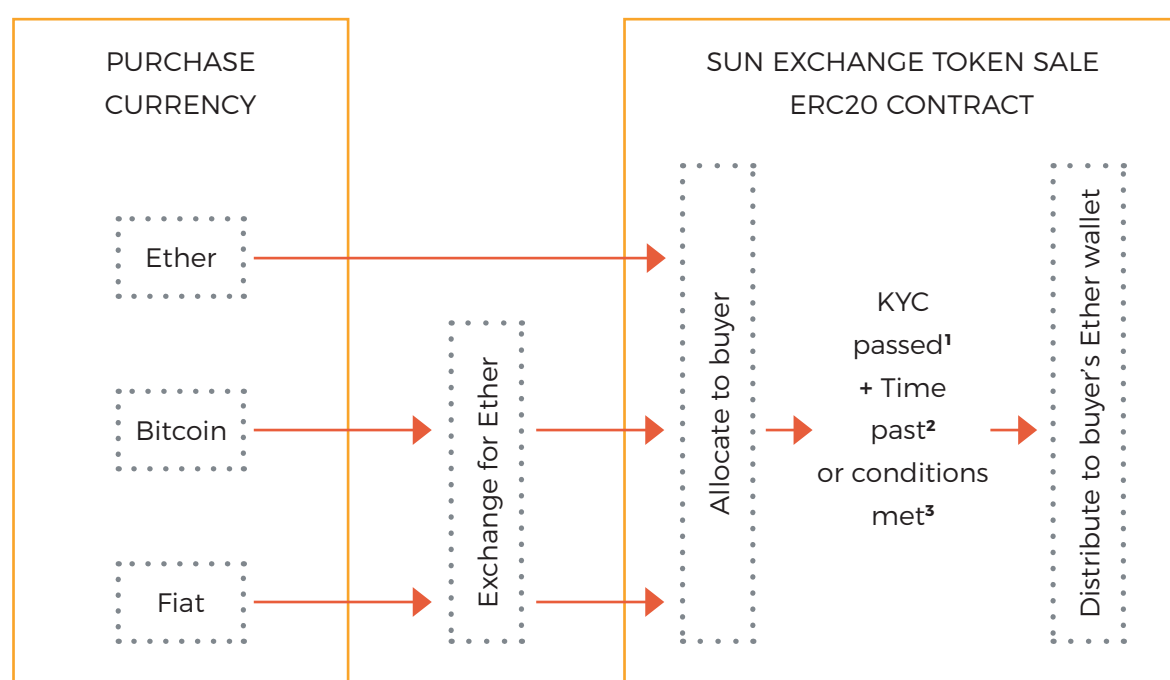 PURCHASE
CURRENCY
SUN EXCHANGE TOKEN SALE
ERC20 CONTRACT
Ether
Bitcoin
Fiat
Exchange for Ether
Allocate to buyer
KYC
passed¹
+ Time
past²
or conditions
met³
Distribute to buyer’s Ether wallet